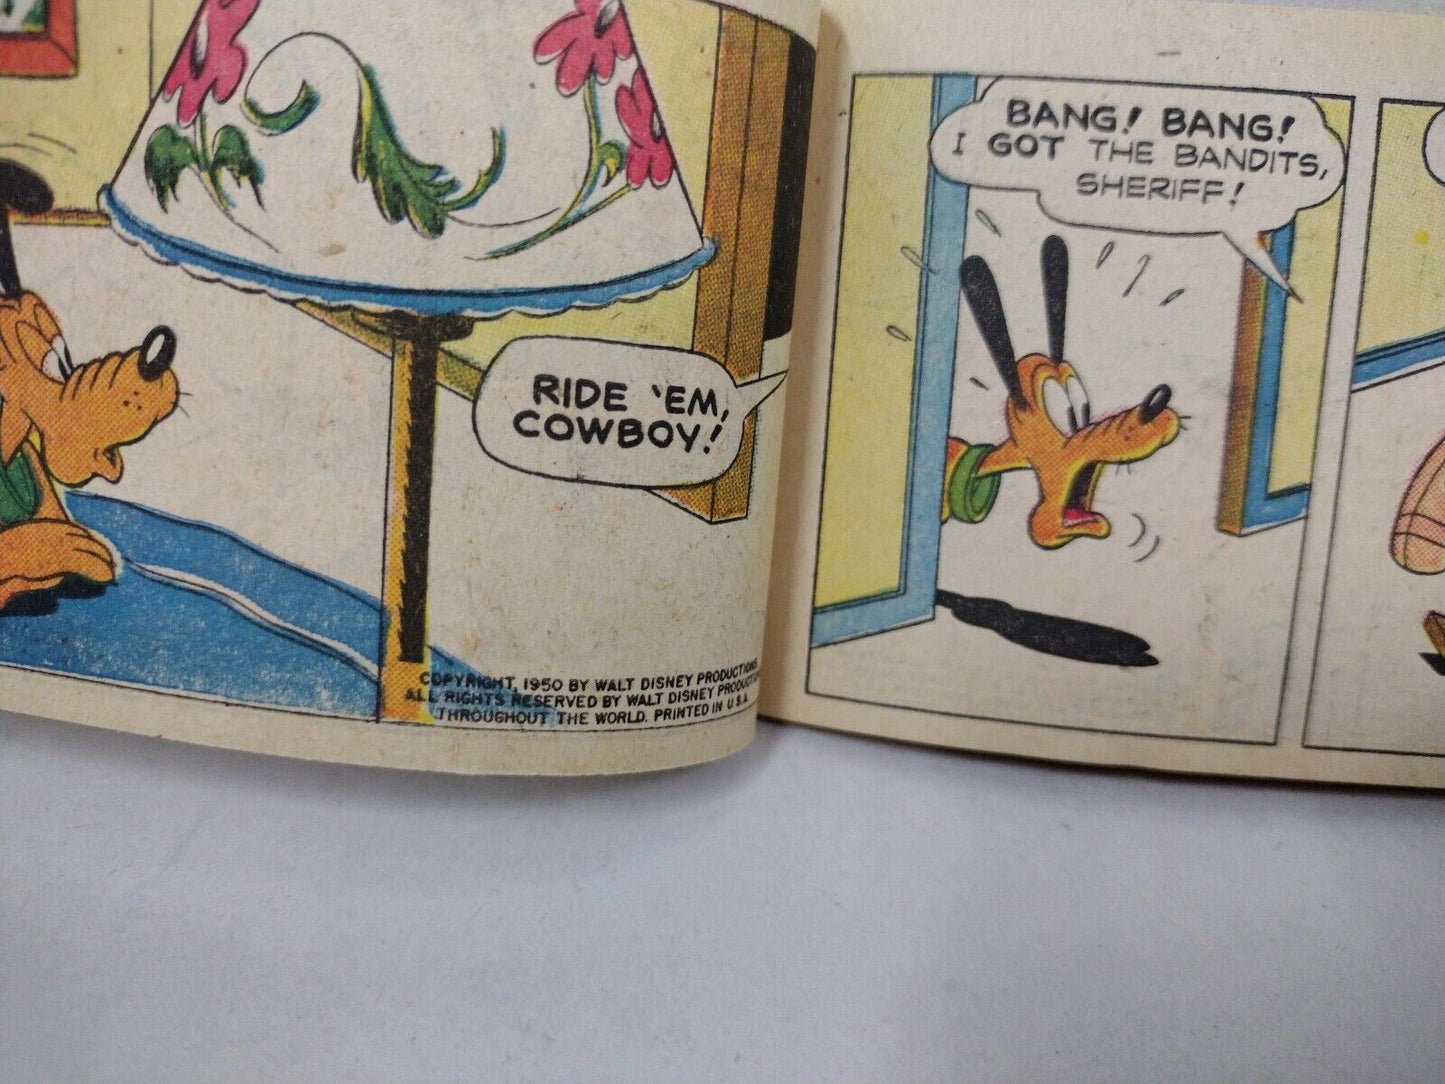 RIDE 'EM,
COWBOY!
COPYRIGHT, 1950 BY WALT DISNEY PRODUCTIONS
ALL RIGHTS RESERVED BY WALT DISNEY PRODUCTIONS
THROUGHOUT THE WORLD. PRINTED IN U.S.A.
BANG! BANG!
I GOT THE BANDITS,
SHERIFF!